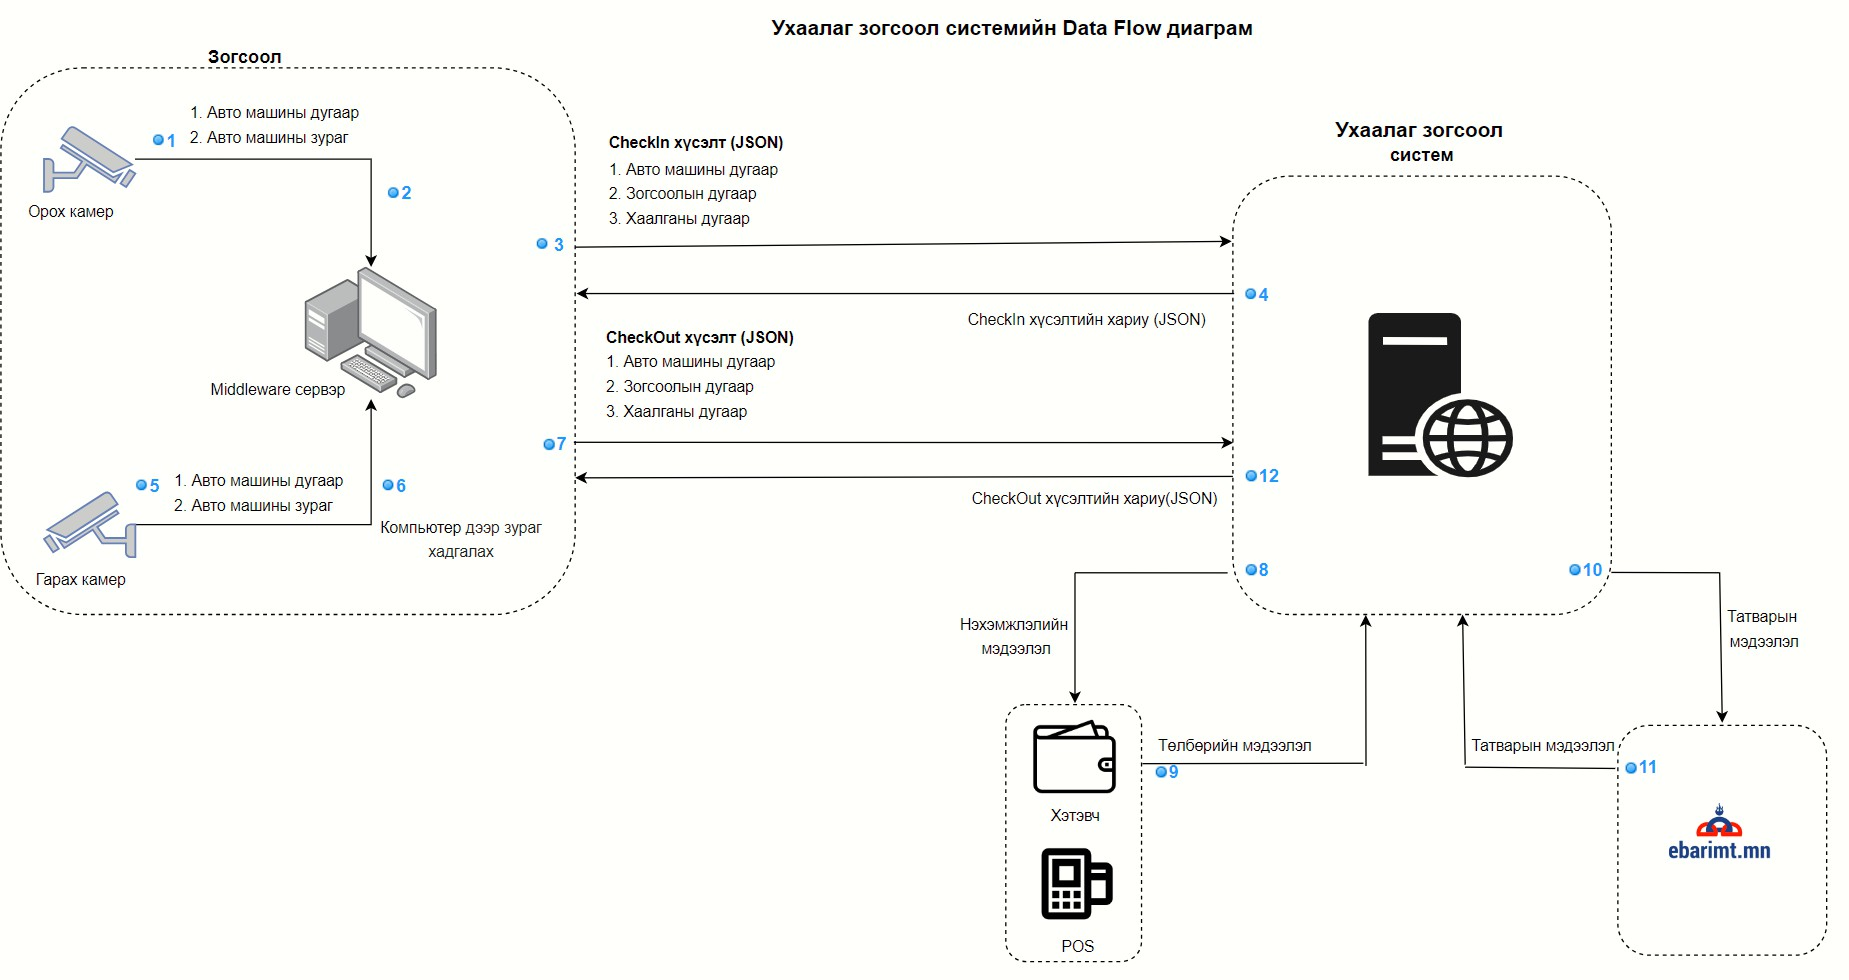 Ухаалаг зогсоол системийн Data Flow диаграм
Зогсоол
1. Авто машины дугаар
2. Авто машины зураг
1
2
Орох камер
3
Middleware сервэр
7
5
1. Авто машины дугаар
2. Авто машины зураг
6
Компьютер дээр зураг
хадгалах
Гарах камер
CheckIn хүсэлт (JSON)
1. Авто машины дугаар
2. Зогсоолын дугаар
3. Хаалганы дугаар
4
CheckIn хүсэлтийн хариу (JSON)
CheckOut хүсэлт (JSON)
1. Авто машины дугаар
2. Зогсоолын дугаар
3. Хаалганы дугаар
12
CheckOut хүсэлтийн хариу(JSON)
Ухаалаг зогсоол
систем
8
10
Нэхэмжлэлийн
мэдээлэл
Татварын
мэдээлэл
Төлбөрийн мэдээлэл
9
Татварын мэдээлэл
11
Хэтэвч
POS
ebarimt.mn